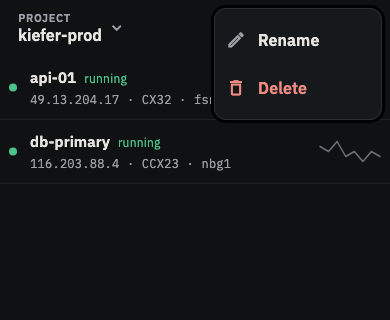 PROJECT
kiefer-prod
Rename
Delete
api-01 running
49.13.204.17 · CX32 ·
db-primary running
116.203.88.4 · CCX23 · nbg1